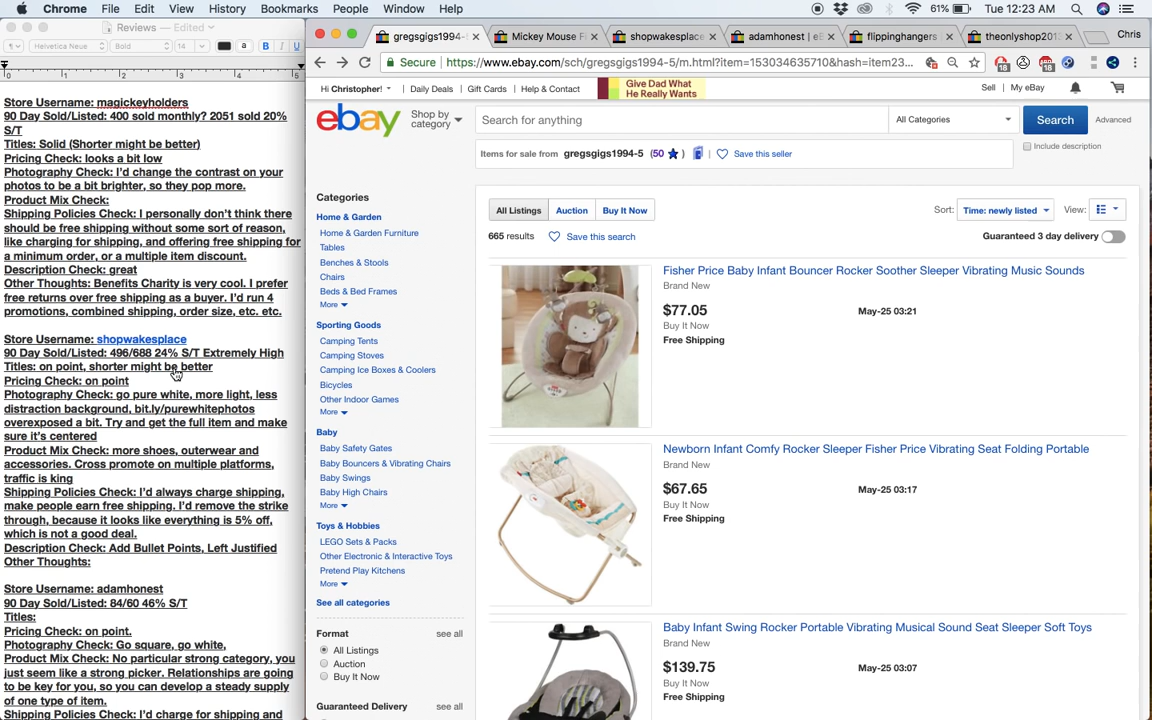 Chrome File Edit View History Bookmarks People Window Help
61% Tue 12:23 AM
Reviews — Edited
Helvetica Neue Bold 14 a B I U
0 1 2 3 4 5
Store Username: magickeyholders
90 Day Sold/Listed: 400 sold monthly? 2051 sold 20%
S/T
Titles: Solid (Shorter might be better)
Pricing Check: looks a bit low
Photography Check: I'd change the contrast on your
photos to be a bit brighter, so they pop more.
Product Mix Check:
Shipping Policies Check: I personally don't think there
should be free shipping without some sort of reason,
like charging for shipping, and offering free shipping for
a minimum order, or a multiple item discount.
Description Check: great
Other Thoughts: Benefits Charity is very cool. I prefer
free returns over free shipping as a buyer. I'd run 4
promotions, combined shipping, order size, etc. etc.
Store Username: shopwakesplace
90 Day Sold/Listed: 496/688 24% S/T Extremely High
Titles: on point, shorter might be better
Pricing Check: on point
Photography Check: go pure white, more light, less
distraction background, bit.ly/purewhitephotos
overexposed a bit. Try and get the full item and make
sure it's centered
Product Mix Check: more shoes, outerwear and
accessories. Cross promote on multiple platforms,
traffic is king
Shipping Policies Check: I'd always charge shipping,
make people earn free shipping. I'd remove the strike
through, because it looks like everything is 5% off,
which is not a good deal.
Description Check: Add Bullet Points, Left Justified
Other Thoughts:
Store Username: adamhonest
90 Day Sold/Listed: 84/60 46% S/T
Titles:
Pricing Check: on point.
Photography Check: Go square, go white,
Product Mix Check: No particular strong category, you
just seem like a strong picker. Relationships are going
to be key for you, so you can develop a steady supply
of one type of item.
Shipping Policies Check: I'd charge for shipping and
gregsgigs1994- Mickey Mouse F shopwakesplace adamhonest | eB flippinghangers theonlyshop201 Chris
Secure https://www.ebay.com/sch/gregsgigs1994-5/m.html?item=153034635710&hash=item23... 18 18
Hi Christopher! Daily Deals Gift Cards Help & Contact
Give Dad What
He Really Wants
Sell My eBay
ebay Shop by
category
Search for anything All Categories Search Advanced
Include description
Items for sale from gregsgigs1994-5 (50 ) Save this seller
Categories
Home & Garden
Home & Garden Furniture
Tables
Benches & Stools
Chairs
Beds & Bed Frames
More
Sporting Goods
Camping Tents
Camping Stoves
Camping Ice Boxes & Coolers
Bicycles
Other Indoor Games
More
Baby
Baby Safety Gates
Baby Bouncers & Vibrating Chairs
Baby Swings
Baby High Chairs
More
Toys & Hobbies
LEGO Sets & Packs
Other Electronic & Interactive Toys
Pretend Play Kitchens
More
See all categories
Format see all
All Listings
Auction
Buy It Now
Guaranteed Delivery see all
All Listings Auction Buy It Now Sort: Time: newly listed View:
665 results Save this search Guaranteed 3 day delivery
Fisher Price Baby Infant Bouncer Rocker Soother Sleeper Vibrating Music Sounds
Brand New
$77.05 May-25 03:21
Buy It Now
Free Shipping
Newborn Infant Comfy Rocker Sleeper Fisher Price Vibrating Seat Folding Portable
Brand New
$67.65 May-25 03:17
Buy It Now
Free Shipping
Baby Infant Swing Rocker Portable Vibrating Musical Sound Seat Sleeper Soft Toys
Brand New
$139.75 May-25 03:07
Buy It Now
Free Shipping